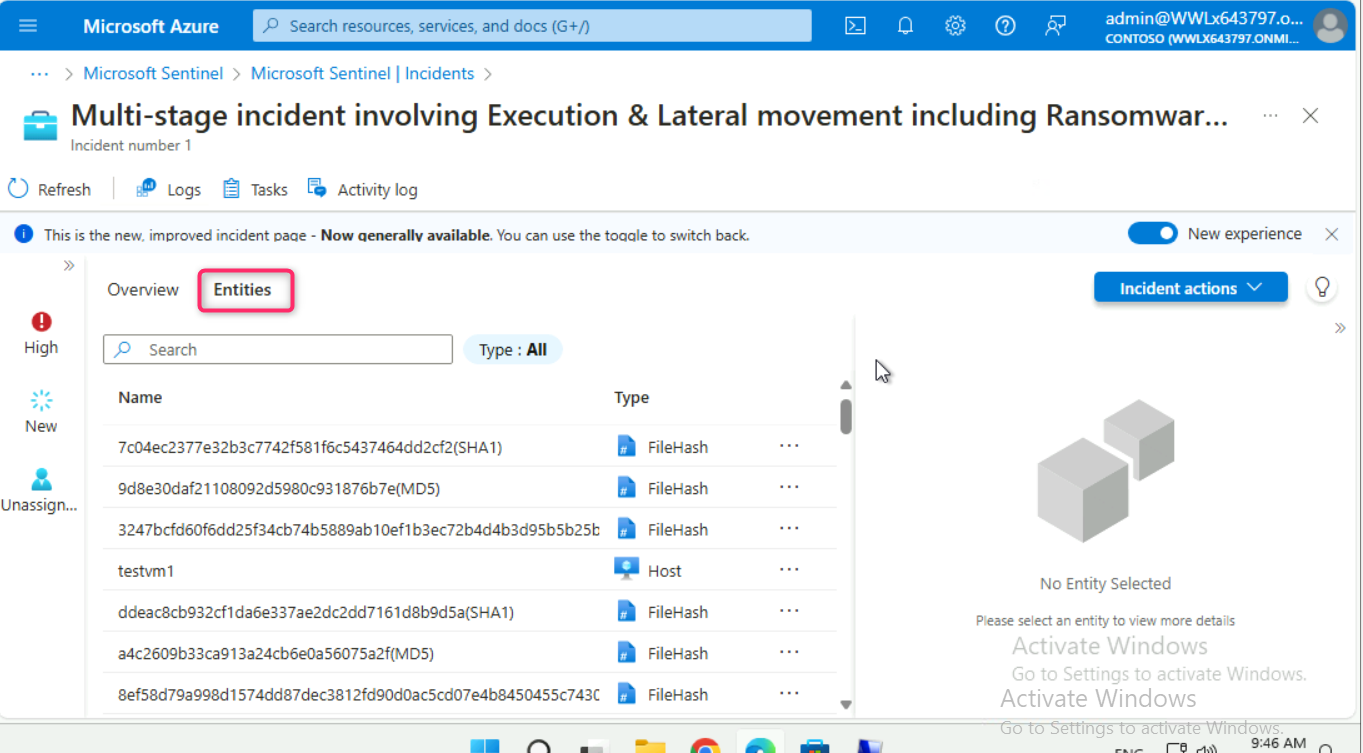 Microsoft Azure
Search resources, services, and docs (G+/)
admin@WWLx643797.o...
CONTOSO (WWLX643797.ONMI...
... > Microsoft Sentinel > Microsoft Sentinel | Incidents >
Multi-stage incident involving Execution & Lateral movement including Ransomwar...
Incident number 1
Refresh Logs Tasks Activity log
This is the new, improved incident page - Now generally available. You can use the toggle to switch back.
New experience
Overview Entities
Incident actions
High
New
Unassign...
Search
Type : All
Name Type
7c04ec2377e32b3c7742f581f6c5437464dd2cf2(SHA1) FileHash ...
9d8e30daf21108092d5980c931876b7e(MD5) FileHash ...
3247bcfd60f6dd25f34cb74b5889ab10ef1b3ec72b4d4b3d95b5b25b FileHash ...
testvm1 Host ...
ddeac8cb932cf1da6e337ae2dc2dd7161d8b9d5a(SHA1) FileHash ...
a4c2609b33ca913a24cb6e0a56075a2f(MD5) FileHash ...
8ef58d79a998d1574dd87dec3812fd90d0ac5cd07e4b8450455c7430 FileHash ...
No Entity Selected
Please select an entity to view more details
Activate Windows
Go to Settings to activate Windows.
Activate Windows
Go to Settings to activate Windows.
ENG
9:46 AM